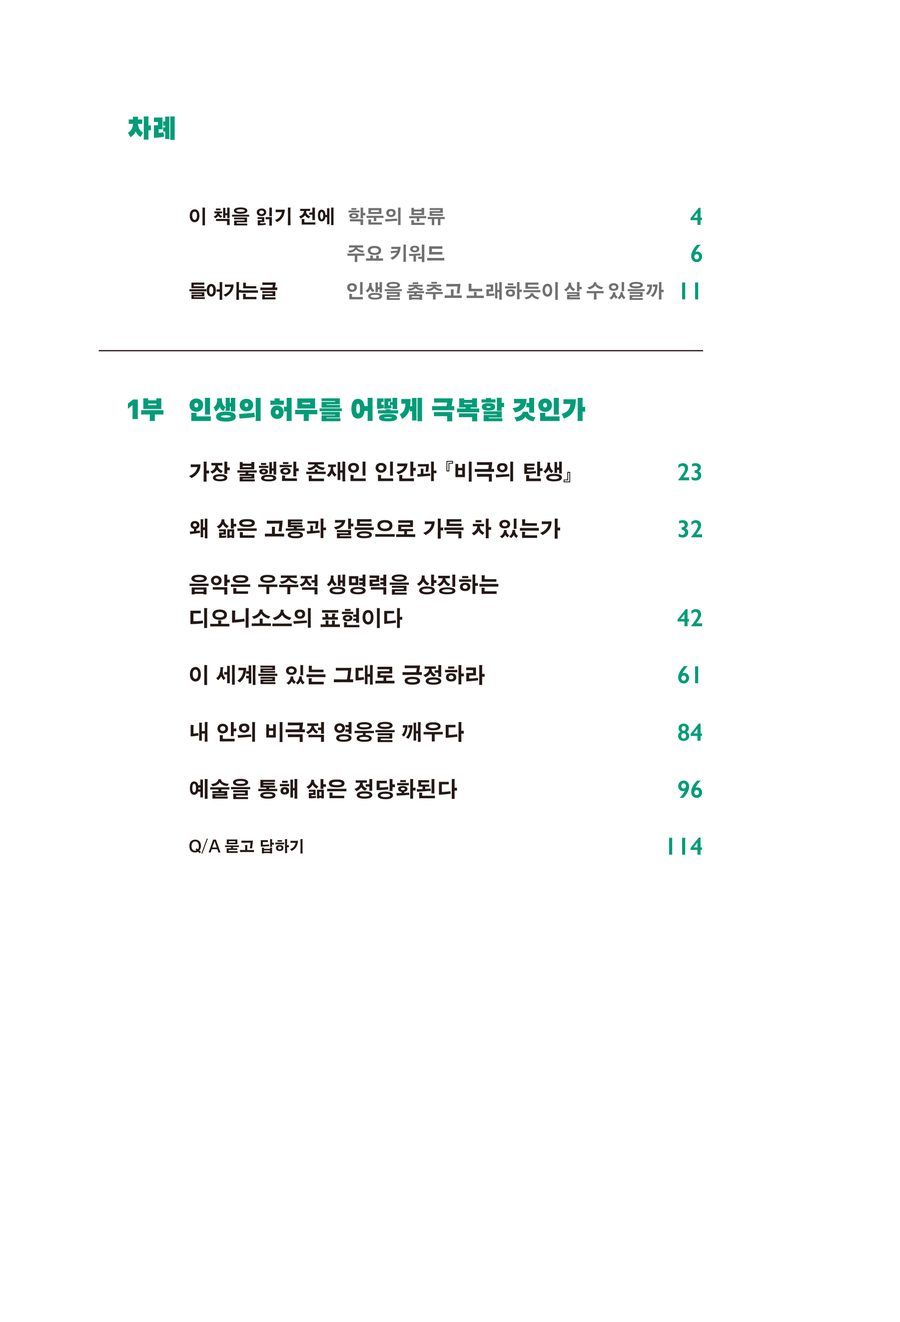 차례
이 책을 읽기 전에 학문의 분류 4
주요 키워드 6
들어가는 글 인생을 춤추고 노래하듯이 살 수 있을까 11
1부 인생의 허무를 어떻게 극복할 것인가
가장 불행한 존재인 인간과 『비극의 탄생』 23
왜 삶은 고통과 갈등으로 가득 차 있는가 32
음악은 우주적 생명력을 상징하는
디오니소스의 표현이다 42
이 세계를 있는 그대로 긍정하라 61
내 안의 비극적 영웅을 깨우다 84
예술을 통해 삶은 정당화된다 96
Q/A 묻고 답하기 114